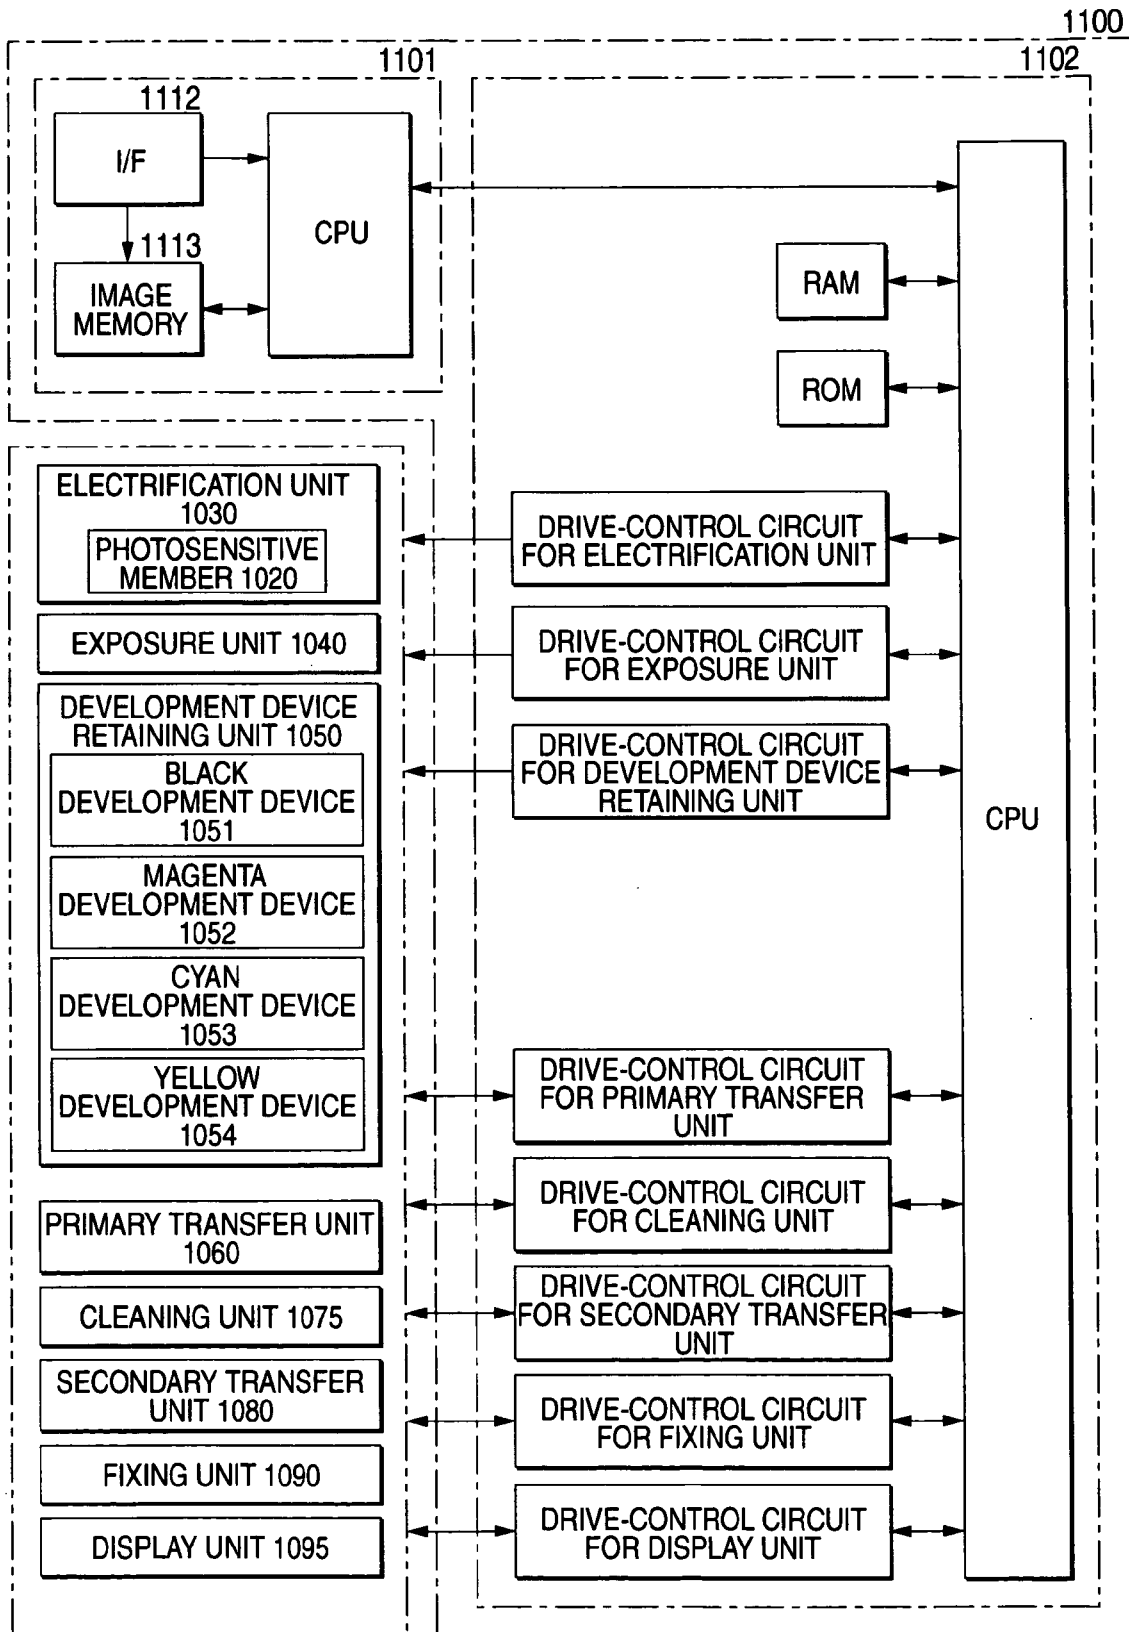 1100
1101
1102
1112
I/F
CPU
1113
IMAGE
MEMORY
RAM
ROM
CPU
ELECTRIFICATION UNIT
1030
PHOTOSENSITIVE
MEMBER 1020
EXPOSURE UNIT 1040
DEVELOPMENT DEVICE
RETAINING UNIT 1050
BLACK
DEVELOPMENT DEVICE
1051
MAGENTA
DEVELOPMENT DEVICE
1052
CYAN
DEVELOPMENT DEVICE
1053
YELLOW
DEVELOPMENT DEVICE
1054
PRIMARY TRANSFER UNIT
1060
CLEANING UNIT 1075
SECONDARY TRANSFER
UNIT 1080
FIXING UNIT 1090
DISPLAY UNIT 1095
DRIVE-CONTROL CIRCUIT
FOR ELECTRIFICATION UNIT
DRIVE-CONTROL CIRCUIT
FOR EXPOSURE UNIT
DRIVE-CONTROL CIRCUIT
FOR DEVELOPMENT DEVICE
RETAINING UNIT
DRIVE-CONTROL CIRCUIT
FOR PRIMARY TRANSFER
UNIT
DRIVE-CONTROL CIRCUIT
FOR CLEANING UNIT
DRIVE-CONTROL CIRCUIT
FOR SECONDARY TRANSFER
UNIT
DRIVE-CONTROL CIRCUIT
FOR FIXING UNIT
DRIVE-CONTROL CIRCUIT
FOR DISPLAY UNIT